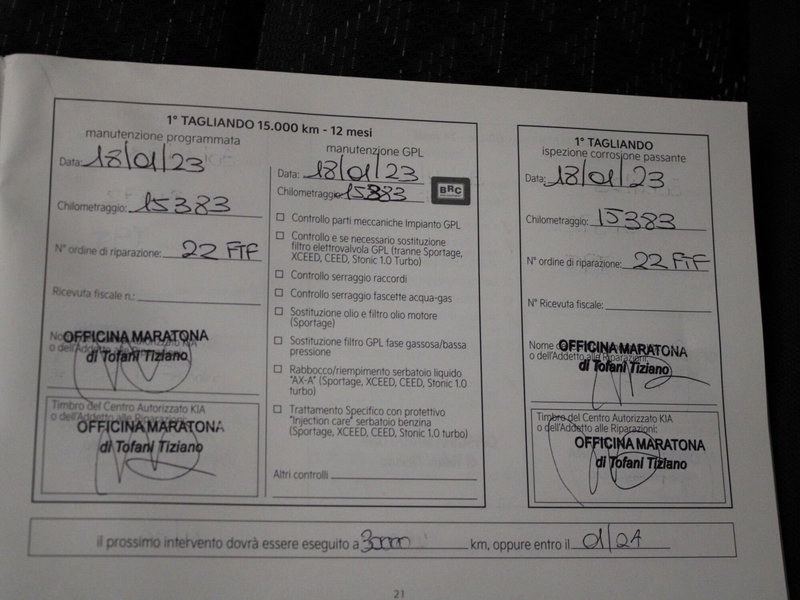 1° TAGLIANDO 15.000 km - 12 mesi
manutenzione programmata
Data: 18/01/23
Chilometraggio: 15383
N° ordine di riparazione: 22 FTF
Ricevuta fiscale n.:
OFFICINA MARATONA
o dell'Addetto alle Riparazioni
di Tofani Tiziano
Timbro del Centro Autorizzato KIA
o dell'Addetto alle Riparazioni:
OFFICINA MARATONA
di Tofani Tiziano
manutenzione GPL
Data: 18/01/23
Chilometraggio 15383
BRC
☐ Controllo parti meccaniche Impianto GPL
☐ Controllo e se necessario sostituzione
filtro elettrovalvola GPL (tranne Sportage,
XCEED, CEED, Stonic 1.0 Turbo)
☐ Controllo serraggio raccordi
☐ Controllo serraggio fascette acqua-gas
☐ Sostituzione olio e filtro olio motore
(Sportage)
☐ Sostituzione filtro GPL fase gassosa/bassa
pressione
☐ Rabbocco/riempimento serbatoio liquido
"AX-A" (Sportage, XCEED, CEED, Stonic 1.0
turbo)
☐ Trattamento Specifico con protettivo
"Injection care" serbatoio benzina
(Sportage, XCEED, CEED, Stonic 1.0 turbo)
Altri controlli
1° TAGLIANDO
ispezione corrosione passante
Data: 18/01/23
Chilometraggio: 15383
N° ordine di riparazione: 22 FTF
N° Ricevuta fiscale:
OFFICINA MARATONA
o dell'Addetto alle Riparazioni:
di Tofani Tiziano
Timbro del Centro Autorizzato KIA
o dell'Addetto alle Riparazioni:
OFFICINA MARATONA
di Tofani Tiziano
il prossimo intervento dovrà essere eseguito a 30000 km, oppure entro il 01/24
21